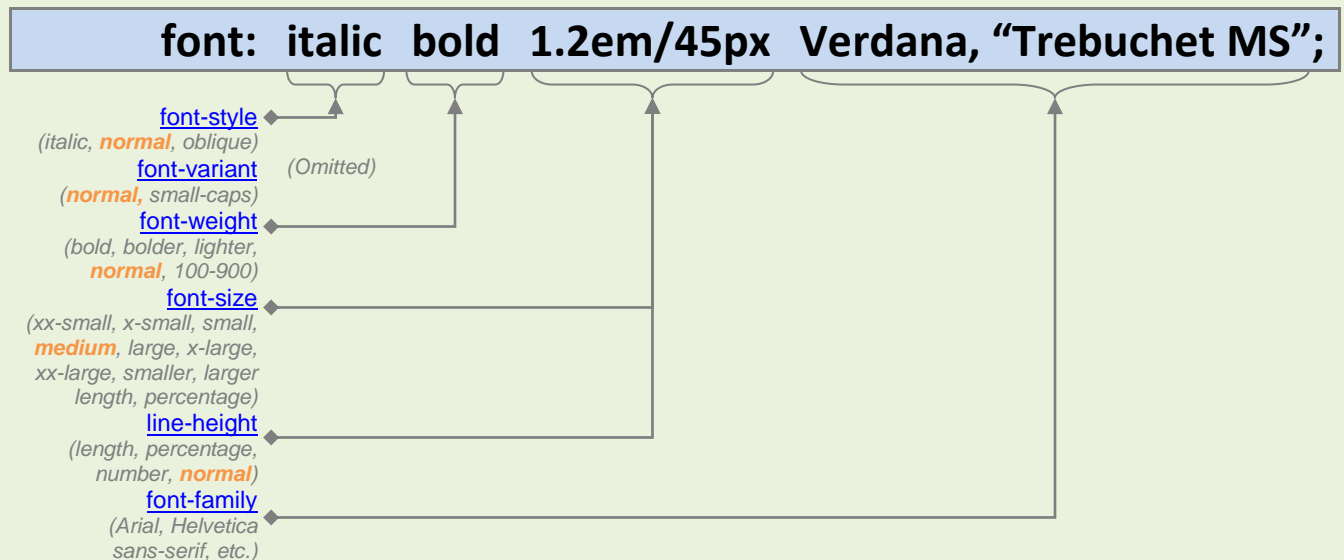 font: italic bold 1.2em/45px Verdana, “Trebuchet MS”;
font-style
(italic, normal, oblique)
font-variant (Omitted)
(normal, small-caps)
font-weight
(bold, bolder, lighter,
normal, 100-900)
font-size
(xx-small, x-small, small,
medium, large, x-large,
xx-large, smaller, larger
length, percentage)
line-height
(length, percentage,
number, normal)
font-family
(Arial, Helvetica
sans-serif, etc.)